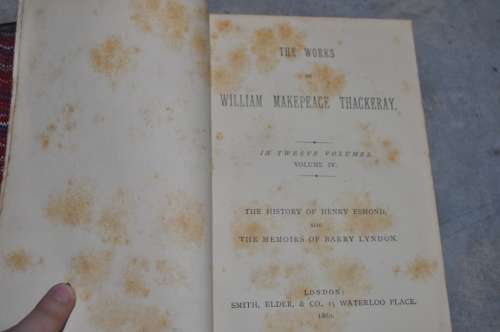 THE WORKS
OF
WILLIAM MAKEPEACE THACKERAY.
IN TWELVE VOLUMES.
VOLUME IV.
THE HISTORY OF HENRY ESMOND,
AND
THE MEMOIRS OF BARRY LYNDON.
LONDON:
SMITH, ELDER, & CO., 15 WATERLOO PLACE.